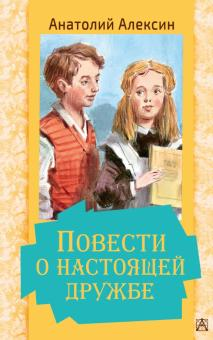 Анатолий Алексин
Повести
о настоящей
дружбе